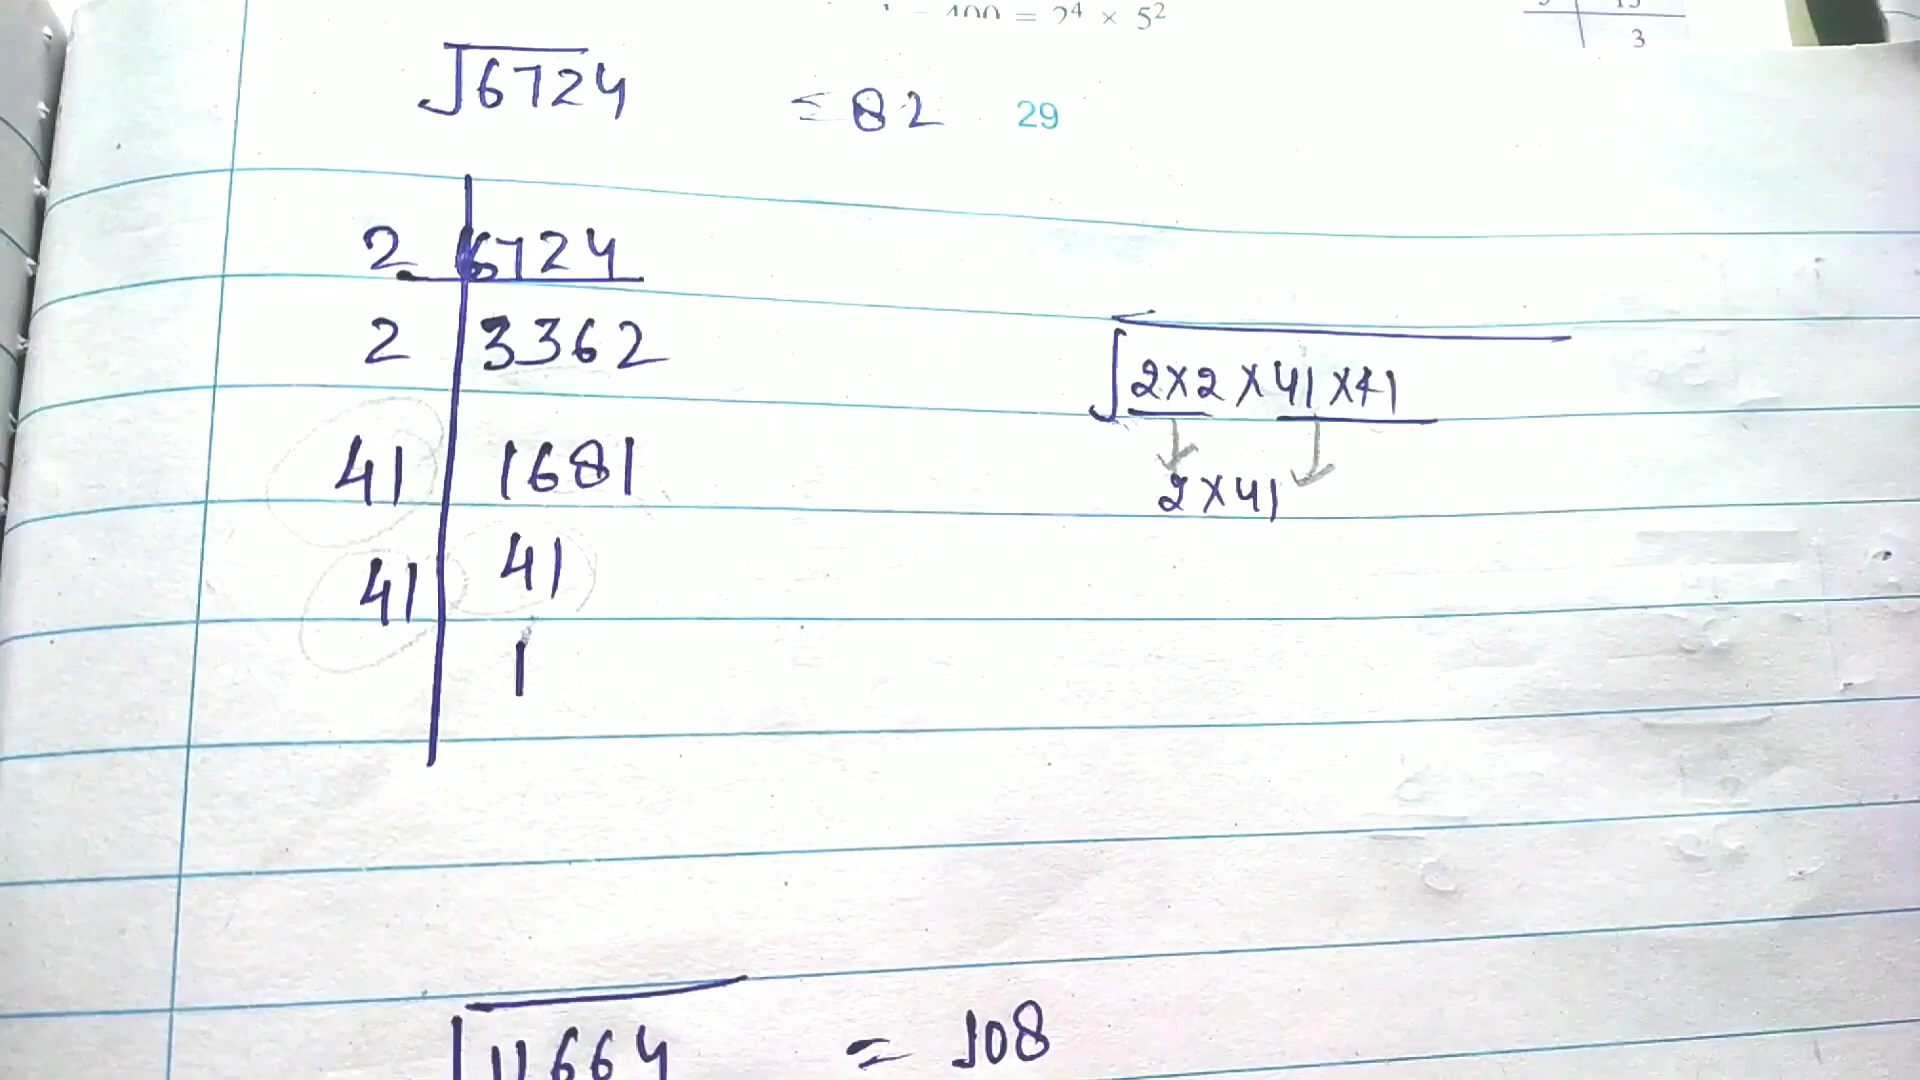 400 = 2⁴ × 5²
3
√6724 = 82 29
2 6724
2 3362
√2×2×41×41
41 1681
2×41
41 41
1
√11664 = 108